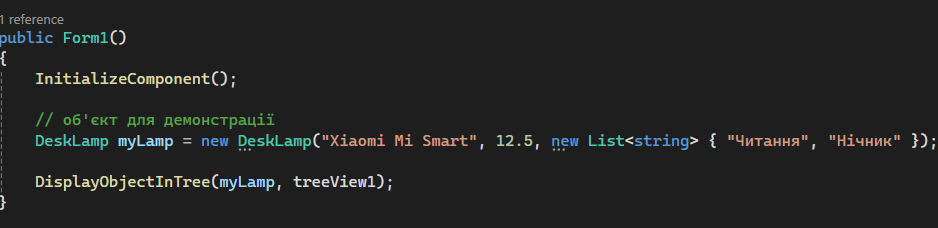 1 reference
public Form1()
{
InitializeComponent();
// об'єкт для демонстрації
DeskLamp myLamp = new DeskLamp("Xiaomi Mi Smart", 12.5, new List<string> { "Читання", "Нічник" });
DisplayObjectInTree(myLamp, treeView1);
}